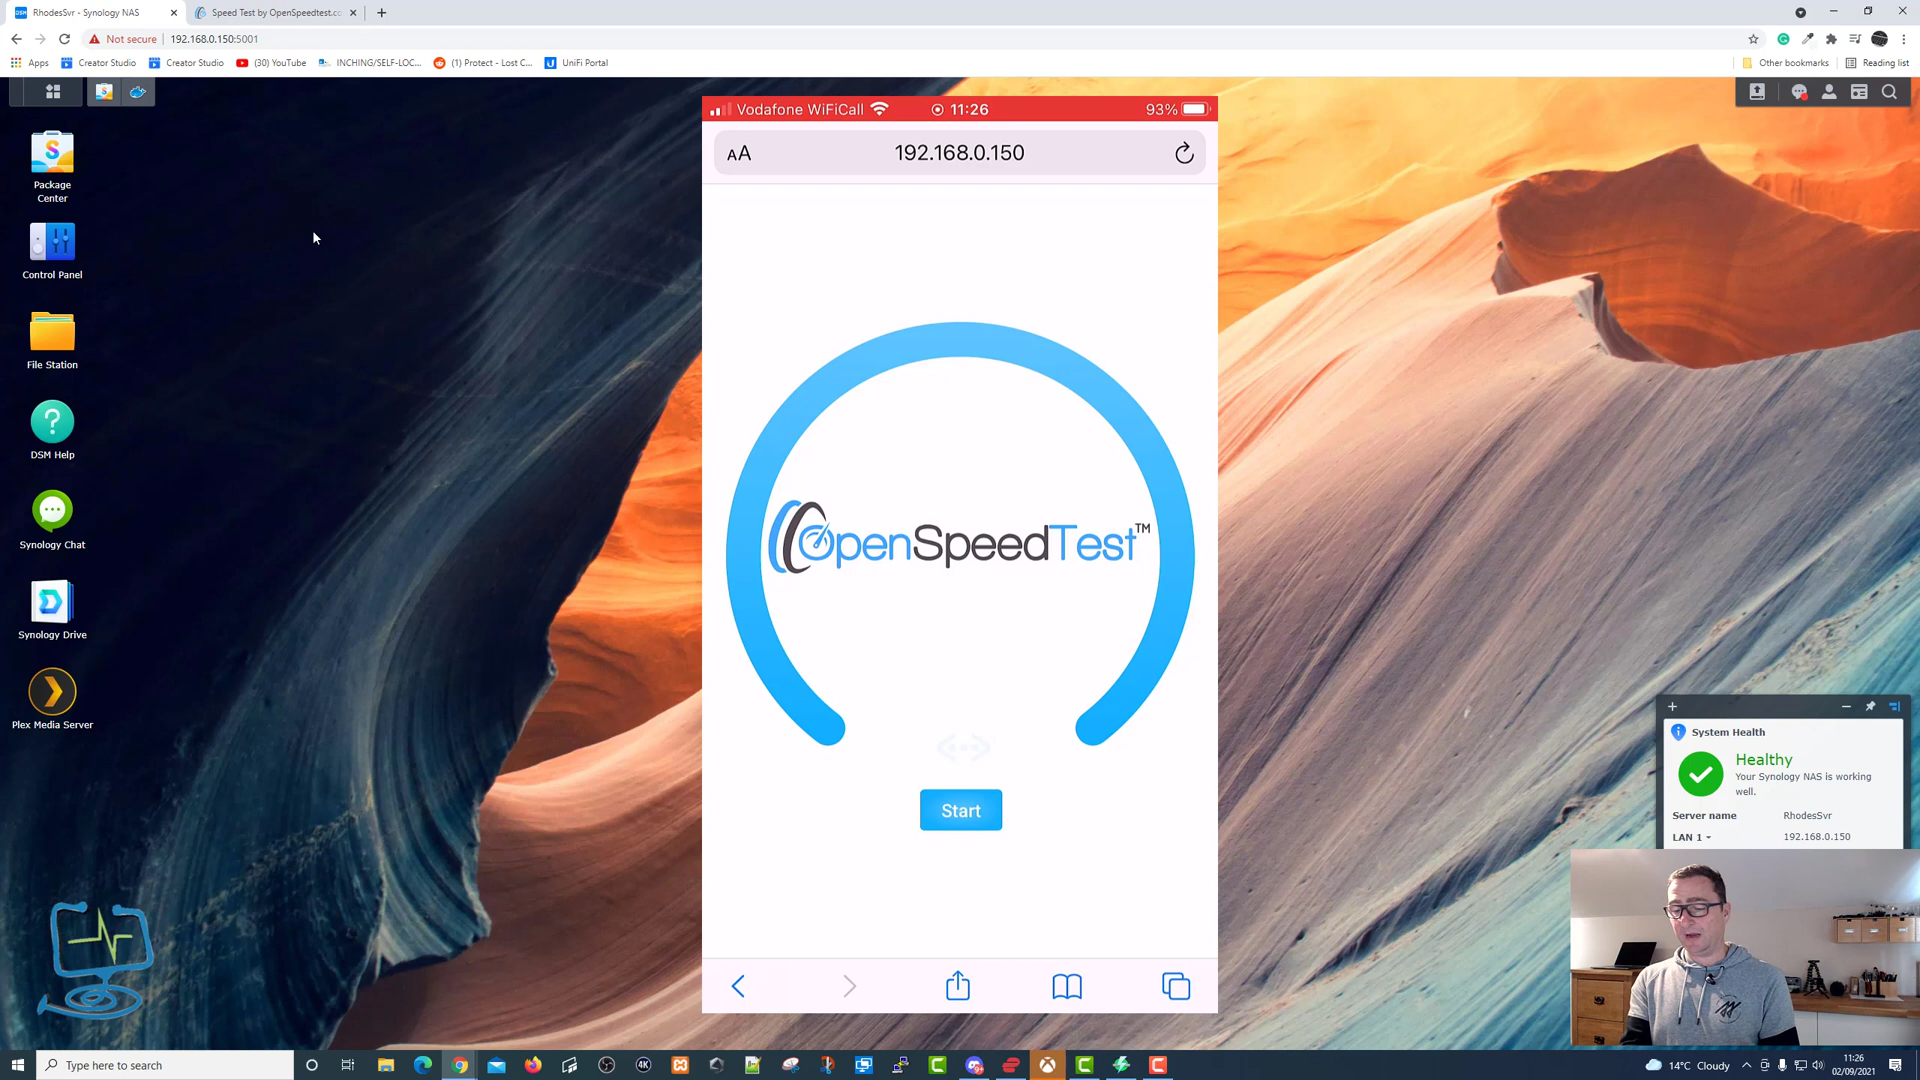 RhodesSvr - Synology NAS
Speed Test by OpenSpeedtest.co
Not secure
192.168.0.150:5001
Apps
Creator Studio
Creator Studio
(30) YouTube
INCHING/SELF-LOC...
(1) Protect - Lost C...
UniFi Portal
Other bookmarks
Reading list
Vodafone WiFiCall
11:26
93%
AA
192.168.0.150
Package
Center
Control Panel
File Station
DSM Help
Synology Chat
Synology Drive
Plex Media Server
OpenSpeedTest™
Start
System Health
Healthy
Your Synology NAS is working
well.
Server name
RhodesSvr
LAN 1
192.168.0.150
Type here to search
14°C Cloudy
11:26
02/09/2021